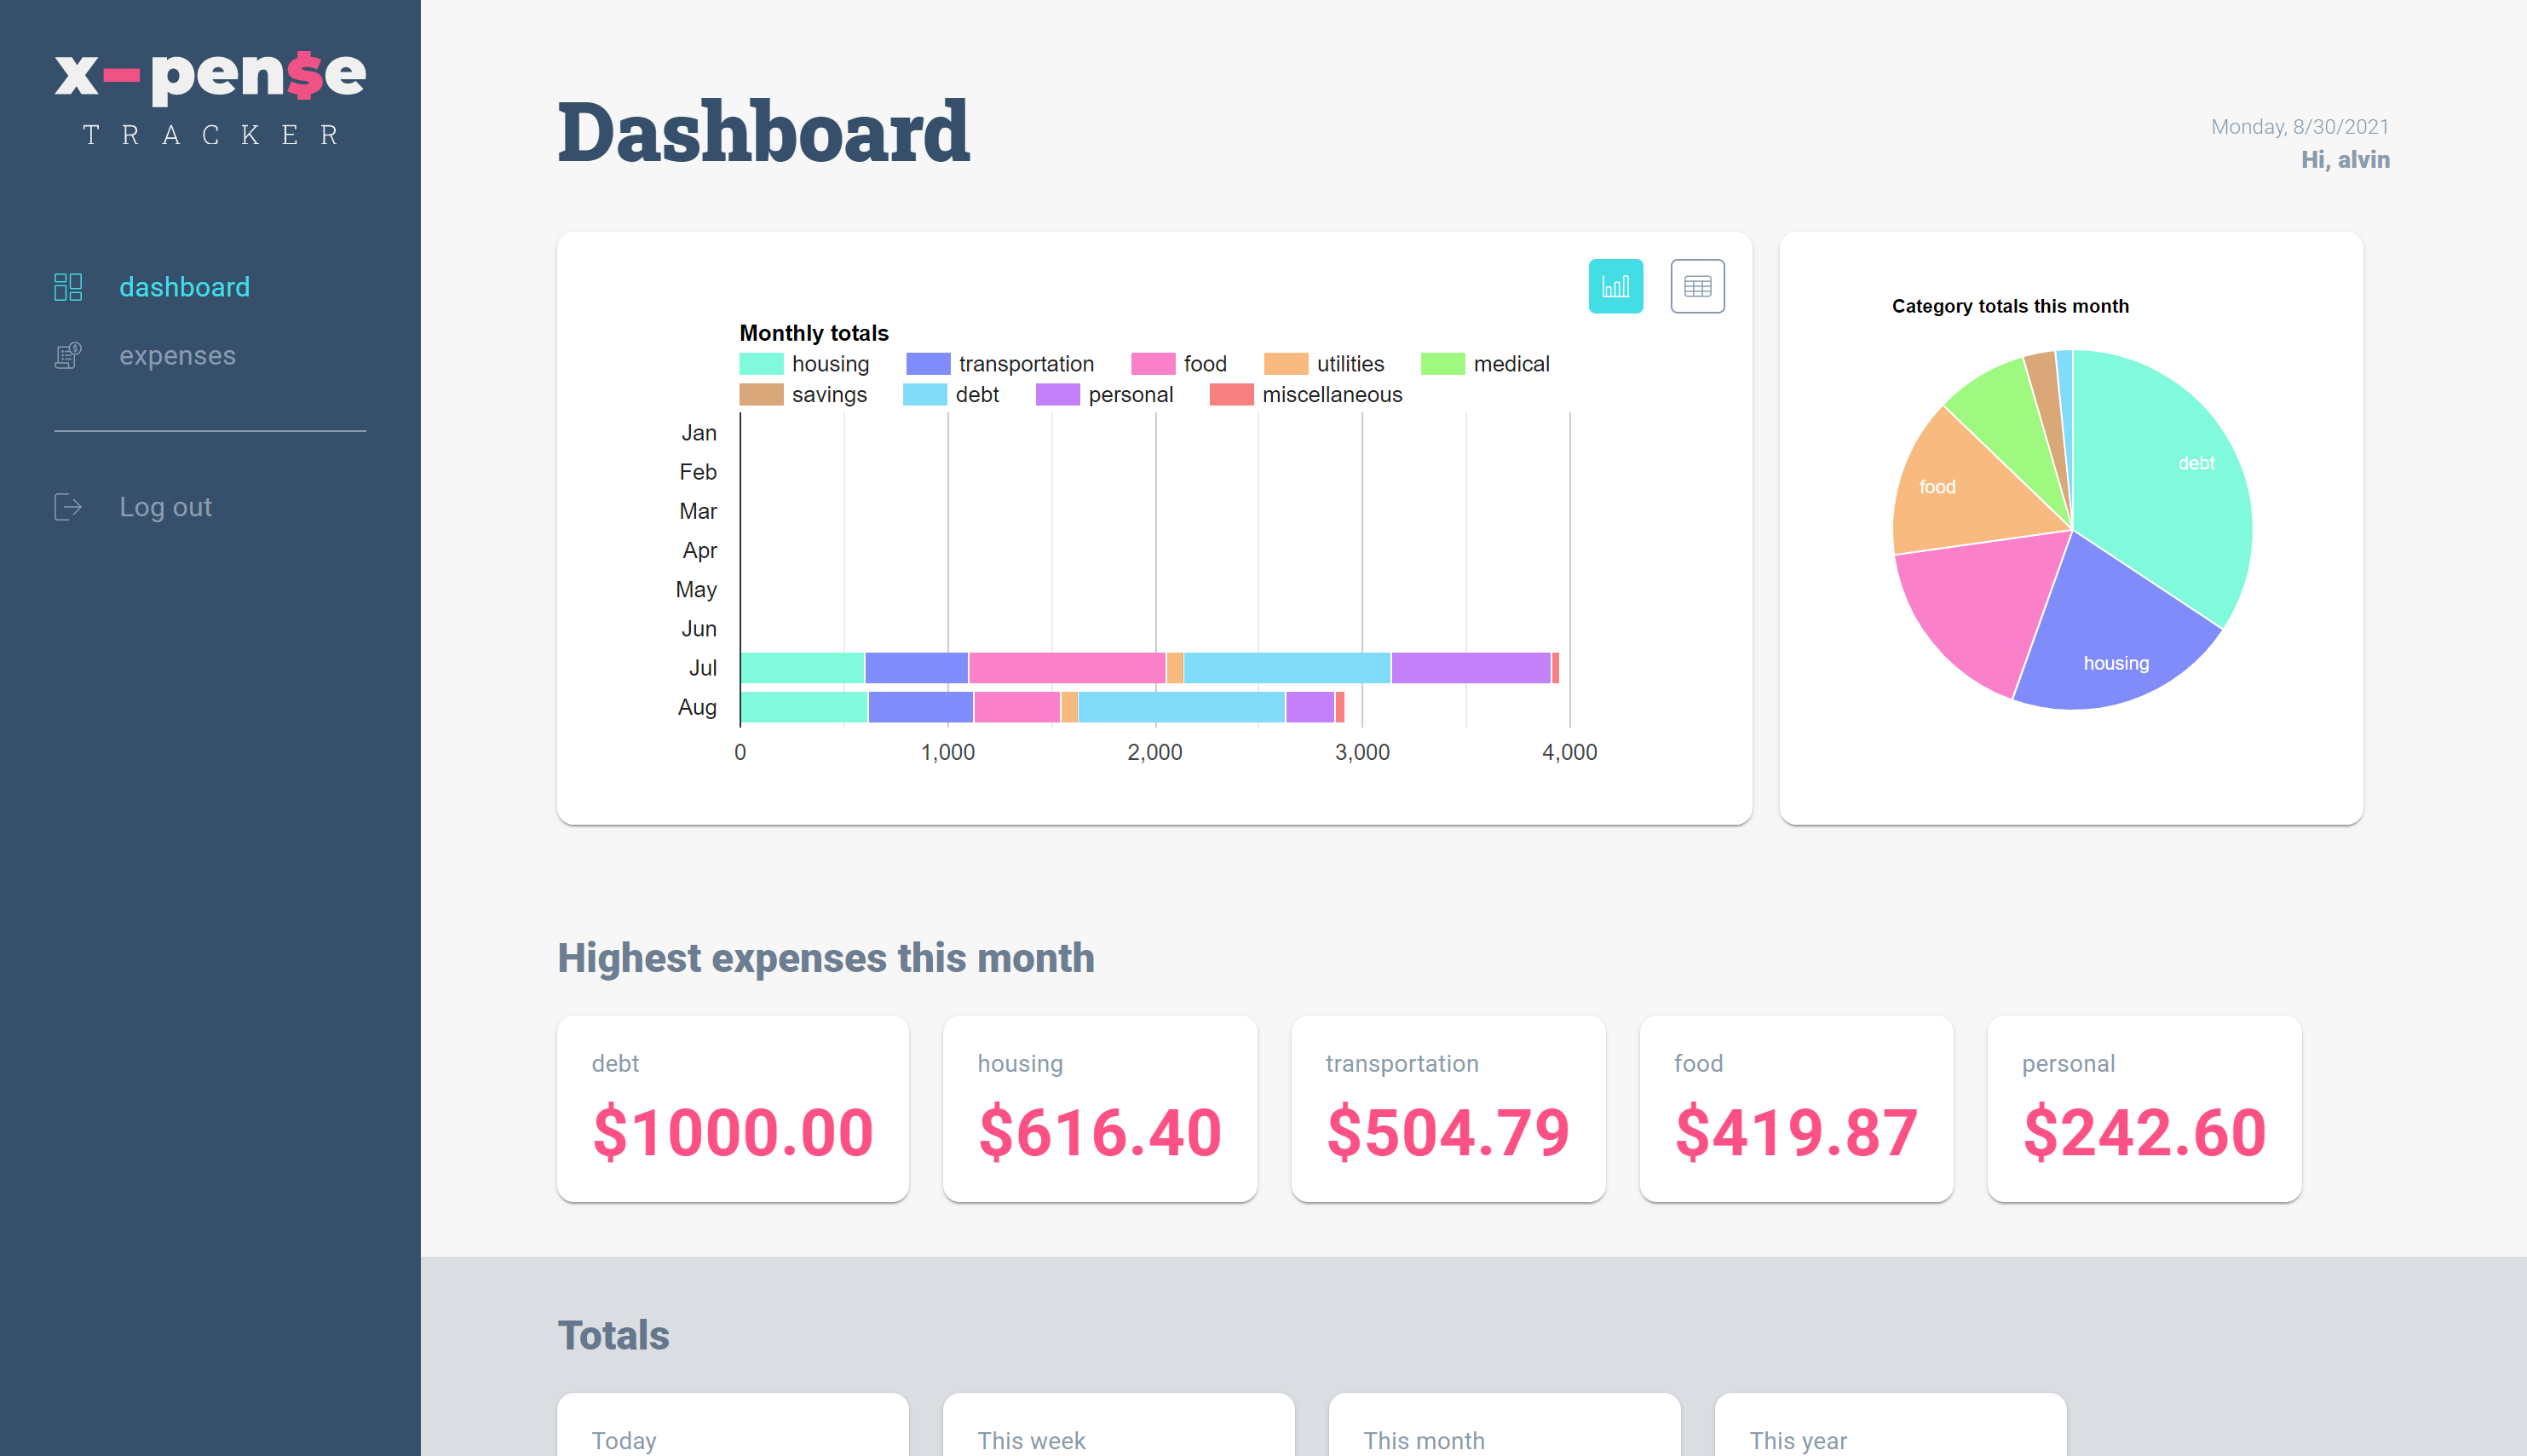 x-pen$e
TRACKER
dashboard
expenses
Log out
Dashboard
Monday, 8/30/2021
Hi, alvin
Monthly totals
housing transportation food utilities medical
savings debt personal miscellaneous
Jan
Feb
Mar
Apr
May
Jun
Jul
Aug
0 1,000 2,000 3,000 4,000
Category totals this month
debt
food
housing
Highest expenses this month
debt
$1000.00
housing
$616.40
transportation
$504.79
food
$419.87
personal
$242.60
Totals
Today
This week
This month
This year